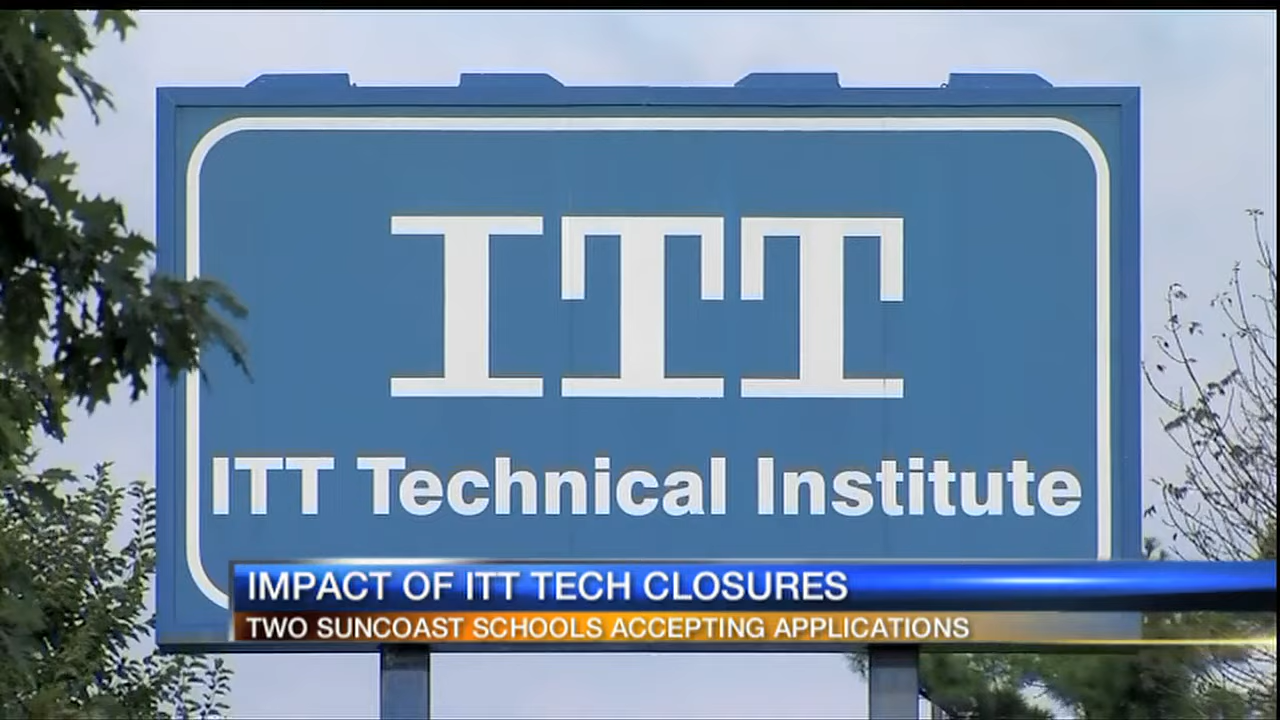 ITT
ITT Technical Institute
IMPACT OF ITT TECH CLOSURES
TWO SUNCOAST SCHOOLS ACCEPTING APPLICATIONS